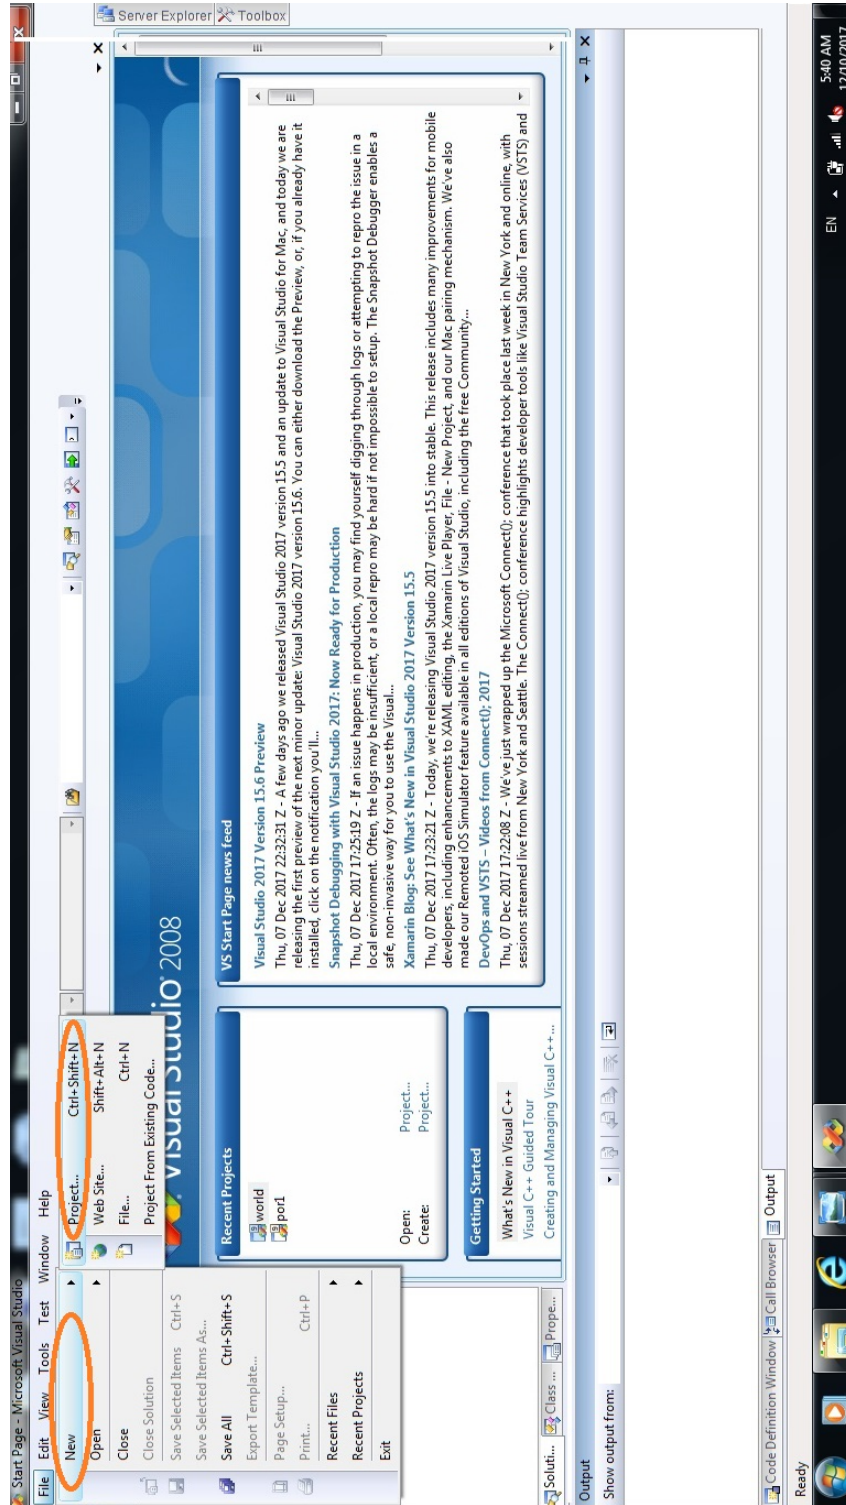 Start Page - Microsoft Visual Studio
File Edit View Tools Test Window Help
New
Open
Close
Close Solution
Save Selected Items Ctrl+S
Save Selected Items As...
Save All Ctrl+Shift+S
Export Template...
Page Setup...
Print... Ctrl+P
Recent Files
Recent Projects
Exit
Project... Ctrl+Shift+N
Web Site... Shift+Alt+N
File... Ctrl+N
Project From Existing Code...
Visual Studio 2008
Recent Projects
world
por1
Open: Project...
Create: Project...
Getting Started
What's New in Visual C++
Visual C++ Guided Tour
Creating and Managing Visual C++...
VS Start Page news feed
Visual Studio 2017 Version 15.6 Preview
Thu, 07 Dec 2017 22:32:31 Z - A few days ago we released Visual Studio 2017 version 15.5 and an update to Visual Studio for Mac, and today we are
releasing the first preview of the next minor update: Visual Studio 2017 version 15.6. You can either download the Preview, or, if you already have it
installed, click on the notification you'll...
Snapshot Debugging with Visual Studio 2017: Now Ready for Production
Thu, 07 Dec 2017 17:25:19 Z - If an issue happens in production, you may find yourself digging through logs or attempting to repro the issue in a
local environment. Often, the logs may be insufficient, or a local repro may be hard if not impossible to setup. The Snapshot Debugger enables a
safe, non-invasive way for you to use the Visual...
Xamarin Blog: See What's New in Visual Studio 2017 Version 15.5
Thu, 07 Dec 2017 17:23:21 Z - Today, we're releasing Visual Studio 2017 version 15.5 into stable. This release includes many improvements for mobile
developers, including enhancements to XAML editing, the Xamarin Live Player, File - New Project, and our Mac pairing mechanism. We've also
made our Remoted iOS Simulator feature available in all editions of Visual Studio, including the free Community...
DevOps and VSTS – Videos from Connect(); 2017
Thu, 07 Dec 2017 17:22:08 Z - We've just wrapped up the Microsoft Connect(); conference that took place last week in New York and online, with
sessions streamed live from New York and Seattle. The Connect(); conference highlights developer tools like Visual Studio Team Services (VSTS) and
Server Explorer
Toolbox
Soluti... Class ... Prope...
Output
Show output from:
Code Definition Window Call Browser Output
Ready
EN
5:40 AM
12/10/2017